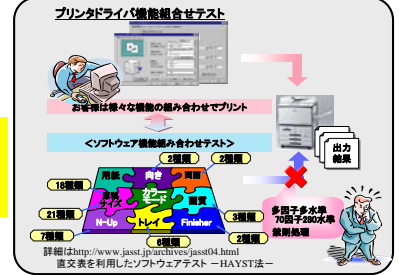 プリンタドライバ機能組合せテスト
お客様は様々な機能の組み合わせでプリント
<ソフトウェア機能組み合わせテスト>
出力
結果
2種類
2種類
用紙
向き
両面
18種類
原稿
サイズ
カラー
モード
画質
21種類
3種類
N-Up
トレイ
Finisher
7種類
6種類
2種類
多因子多水準
70因子280水準
禁則処理
詳細はhttp://www.jasst.jp/archives/jasst04.html
直交表を利用したソフトウェアテスト －HAYST法－